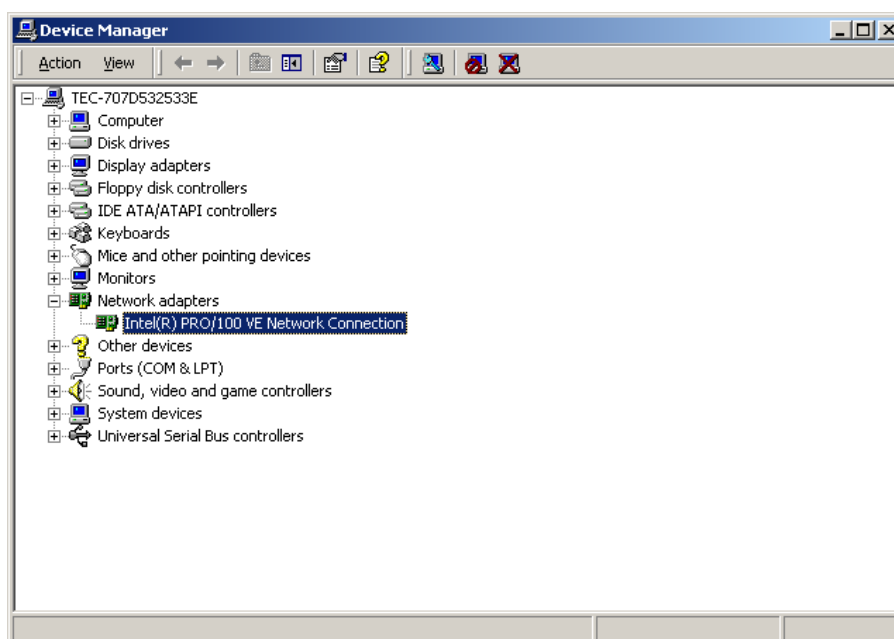 Device Manager
Action View
TEC-707D532533E
Computer
Disk drives
Display adapters
Floppy disk controllers
IDE ATA/ATAPI controllers
Keyboards
Mice and other pointing devices
Monitors
Network adapters
Intel(R) PRO/100 VE Network Connection
Other devices
Ports (COM & LPT)
Sound, video and game controllers
System devices
Universal Serial Bus controllers